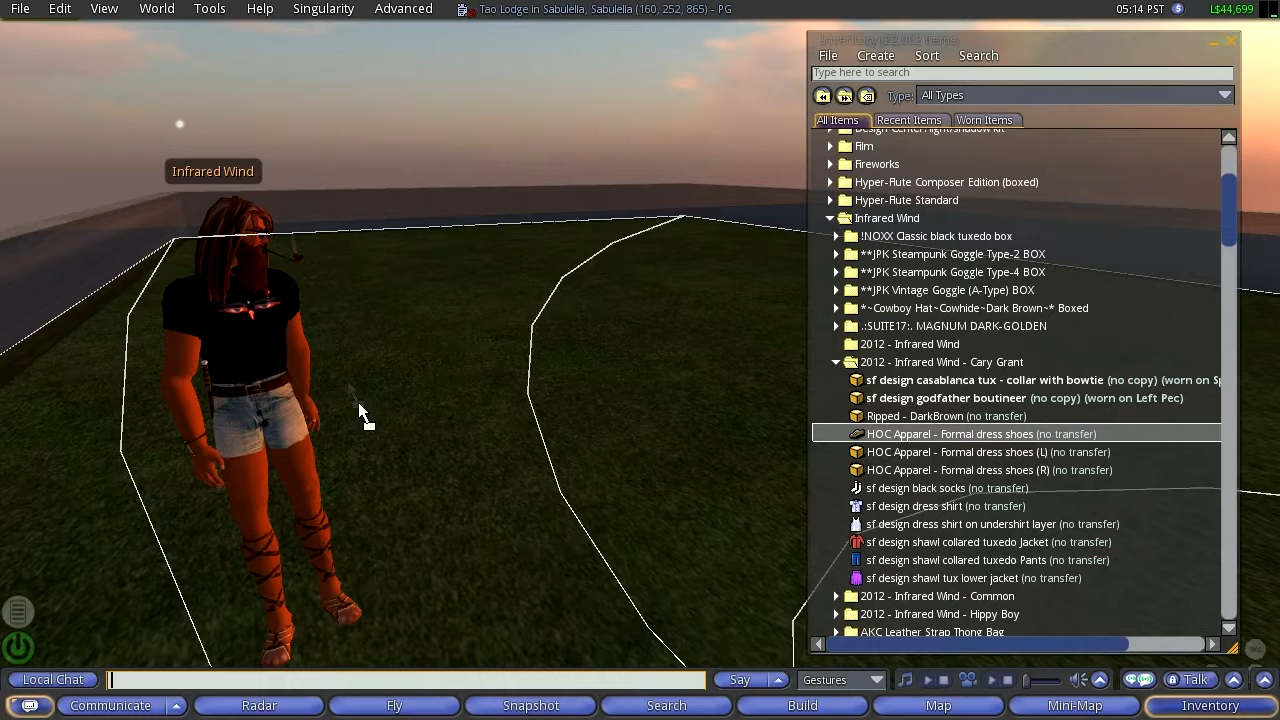 File Edit View World Tools Help Singularity Advanced Tao Lodge in Sabulella, Sabulella (160, 252, 865) - PG 05:14 PST L$44,699
File Create Sort Search
Type here to search
Type: All Types
All Items Recent Items Worn Items
Design Center: light/shadow kit
Film
Infrared Wind
Fireworks
Hyper-Flute Composer Edition (boxed)
Hyper-Flute Standard
Infrared Wind
!NOXX Classic black tuxedo box
**JPK Steampunk Goggle Type-2 BOX
**JPK Steampunk Goggle Type-4 BOX
**JPK Vintage Goggle (A-Type) BOX
*~Cowboy Hat~Cowhide~Dark Brown~* Boxed
.:SUITE17:. MAGNUM DARK-GOLDEN
2012 - Infrared Wind
2012 - Infrared Wind - Cary Grant
sf design casablanca tux - collar with bowtie (no copy) (worn on Sp
sf design godfather boutineer (no copy) (worn on Left Pec)
Ripped - DarkBrown (no transfer)
HOC Apparel - Formal dress shoes (no transfer)
HOC Apparel - Formal dress shoes (L) (no transfer)
HOC Apparel - Formal dress shoes (R) (no transfer)
sf design black socks (no transfer)
sf design dress shirt (no transfer)
sf design dress shirt on undershirt layer (no transfer)
sf design shawl collared tuxedo Jacket (no transfer)
sf design shawl collared tuxedo Pants (no transfer)
sf design shawl tux lower jacket (no transfer)
2012 - Infrared Wind - Common
2012 - Infrared Wind - Hippy Boy
AKC Leather Strap Thong Bag
Local Chat Say Gestures Talk
Communicate Radar Fly Snapshot Search Build Map Mini-Map Inventory